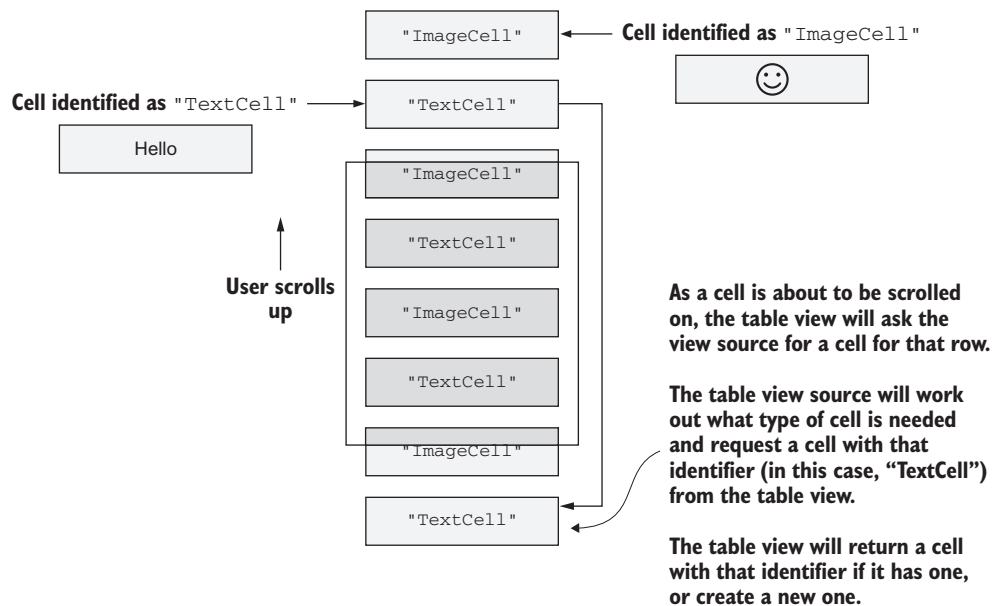 "ImageCell"
Cell identified as "ImageCell"
Cell identified as "TextCell"
"TextCell"
Hello
"ImageCell"
"TextCell"
User scrolls
up
"ImageCell"
"TextCell"
"ImageCell"
"TextCell"
As a cell is about to be scrolled
on, the table view will ask the
view source for a cell for that row.
The table view source will work
out what type of cell is needed
and request a cell with that
identifier (in this case, “TextCell”)
from the table view.
The table view will return a cell
with that identifier if it has one,
or create a new one.